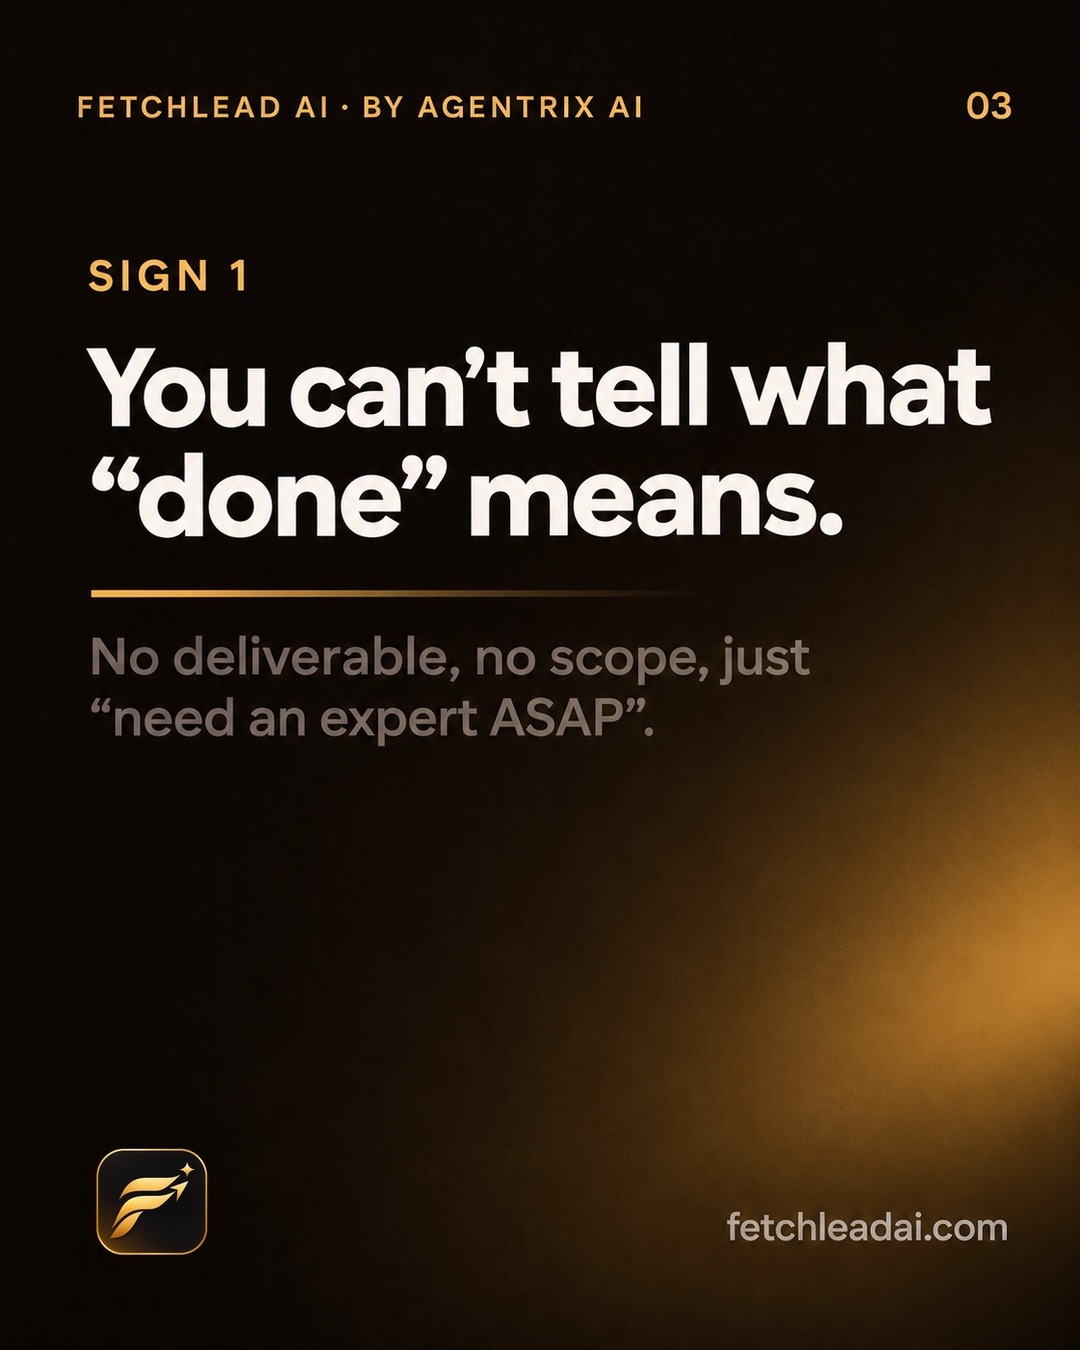 FETCHLEAD AI · BY AGENTRIX AI
03
SIGN 1
You can’t tell what
“done” means.
No deliverable, no scope, just
“need an expert ASAP”.
fetchleadai.com